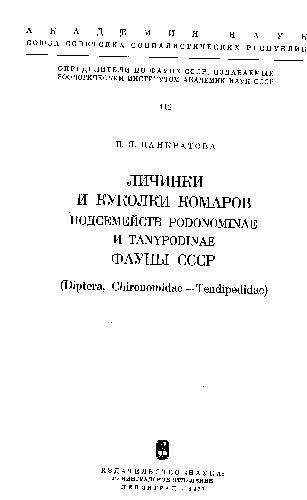 АКАДЕМИЯ НАУК
СОЮЗА СОВЕТСКИХ СОЦИАЛИСТИЧЕСКИХ РЕСПУБЛИК
ОПРЕДЕЛИТЕЛИ ПО ФАУНЕ СССР, ИЗДАВАЕМЫЕ
ЗООЛОГИЧЕСКИМ ИНСТИТУТОМ АКАДЕМИИ НАУК СССР
112
В. Я. ПАНКРАТОВА
ЛИЧИНКИ
И КУКОЛКИ КОМАРОВ
ПОДСЕМЕЙСТВ PODONOMINAE
И TANYPODINAE
ФАУНЫ СССР
(Diptera, Chironomidae = Tendipedidae)
ИЗДАТЕЛЬСТВО «НАУКА»
ЛЕНИНГРАДСКОЕ ОТДЕЛЕНИЕ
ЛЕНИНГРАД · 1977